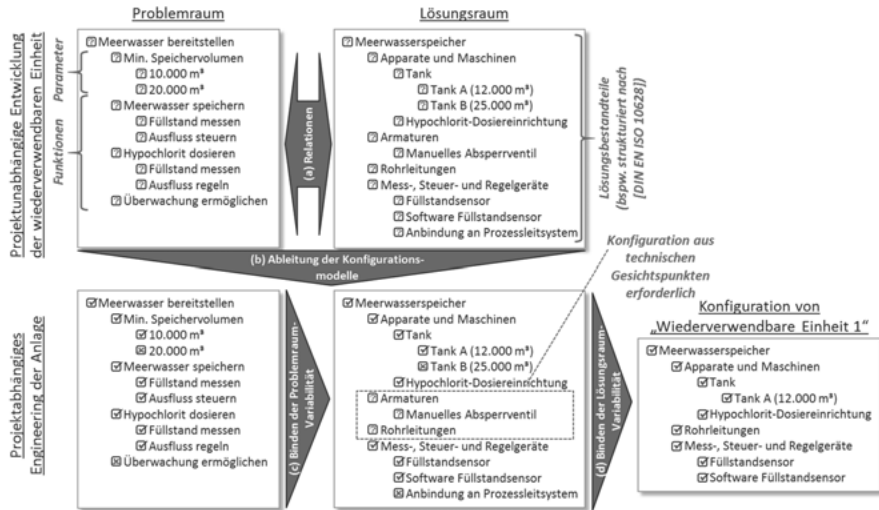 Problemraum
Lösungsraum
Projektunabhängige Entwicklung
der wiederverwendbaren Einheit
Parameter
Funktionen
Meerwasser bereitstellen
Min. Speichervolumen
10.000 m³
20.000 m³
Meerwasser speichern
Füllstand messen
Ausfluss steuern
Hypochlorit dosieren
Füllstand messen
Ausfluss regeln
Überwachung ermöglichen
(a) Relationen
Meerwasserspeicher
Apparate und Maschinen
Tank
Tank A (12.000 m³)
Tank B (25.000 m³)
Hypochlorit-Dosiereinrichtung
Armaturen
Manuelles Absperrventil
Rohrleitungen
Mess-, Steuer- und Regelgeräte
Füllstandsensor
Software Füllstandsensor
Anbindung an Prozessleitsystem
Lösungsbestandteile
(bspw. strukturiert nach
[DIN EN ISO 10628])
(b) Ableitung der Konfigurations-
modelle
Konfiguration aus
technischen
Gesichtspunkten
erforderlich
Projektabhängiges
Engineering der Anlage
Meerwasser bereitstellen
Min. Speichervolumen
10.000 m³
20.000 m³
Meerwasser speichern
Füllstand messen
Ausfluss steuern
Hypochlorit dosieren
Füllstand messen
Ausfluss regeln
Überwachung ermöglichen
(c) Binden der Problemraum-
Variabilität
Meerwasserspeicher
Apparate und Maschinen
Tank
Tank A (12.000 m³)
Tank B (25.000 m³)
Hypochlorit-Dosiereinrichtung
Armaturen
Manuelles Absperrventil
Rohrleitungen
Mess-, Steuer- und Regelgeräte
Füllstandsensor
Software Füllstandsensor
Anbindung an Prozessleitsystem
(d) Binden der Lösungsraum-
Variabilität
Konfiguration von
„Wiederverwendbare Einheit 1"
Meerwasserspeicher
Apparate und Maschinen
Tank
Tank A (12.000 m³)
Hypochlorit-Dosiereinrichtung
Rohrleitungen
Mess-, Steuer- und Regelgeräte
Füllstandsensor
Software Füllstandsensor